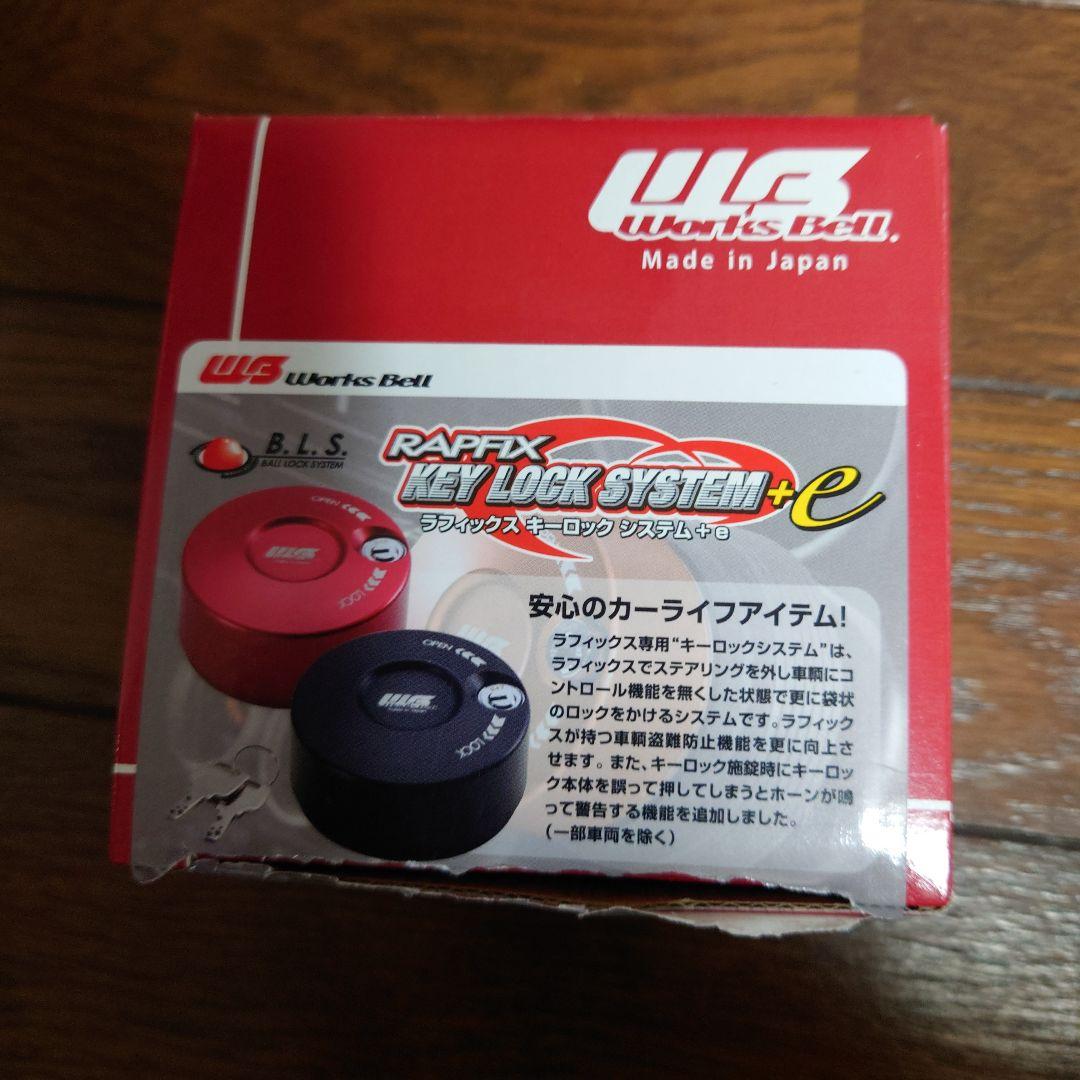 WB
Works Bell.
Made in Japan
WB Works Bell
B.L.S.
BALL LOCK SYSTEM
RAPFIX
KEY LOCK SYSTEM +e
ラフィックス キーロック システム+e
OPEN
WB
LOCK
安心のカーライフアイテム!
ラフィックス専用“キーロックシステム”は、
ラフィックスでステアリングを外し車輌にコ
ントロール機能を無くした状態で更に袋状
のロックをかけるシステムです。ラフィック
スが持つ車輌盗難防止機能を更に向上さ
せます。また、キーロック施錠時にキーロッ
ク本体を誤って押してしまうとホーンが鳴
って警告する機能を追加しました。
(一部車両を除く)
OPEN
WB
LOCK